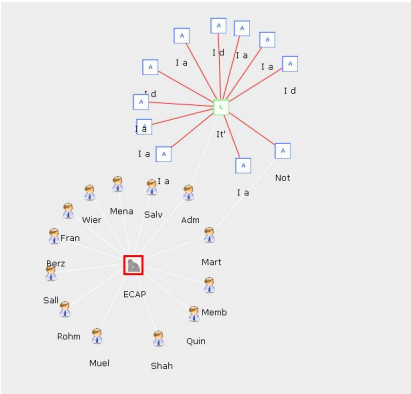 A
A
A
I d
I a
A
I a
A
I d
A
I d
A
A
I a
A
S
It'
A
I a
A
Not
A
I a
I a
Mena
Salv
Adm
Wier
Fran
Berz
Mart
ECAP
Sall
Memb
Rohm
Quin
Muel
Shah